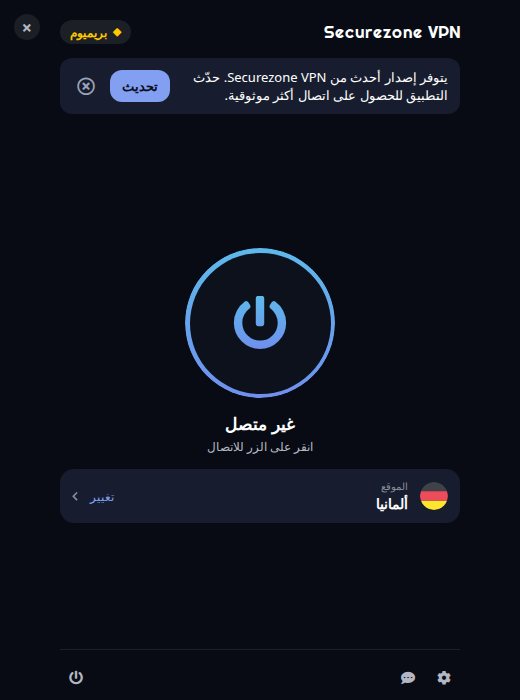 Securezone VPN
بريميوم
يتوفر إصدار أحدث من Securezone VPN. حدّث
التطبيق للحصول على اتصال أكثر موثوقية.
تحديث
غير متصل
انقر على الزر للاتصال
الموقع
ألمانيا
تغيير